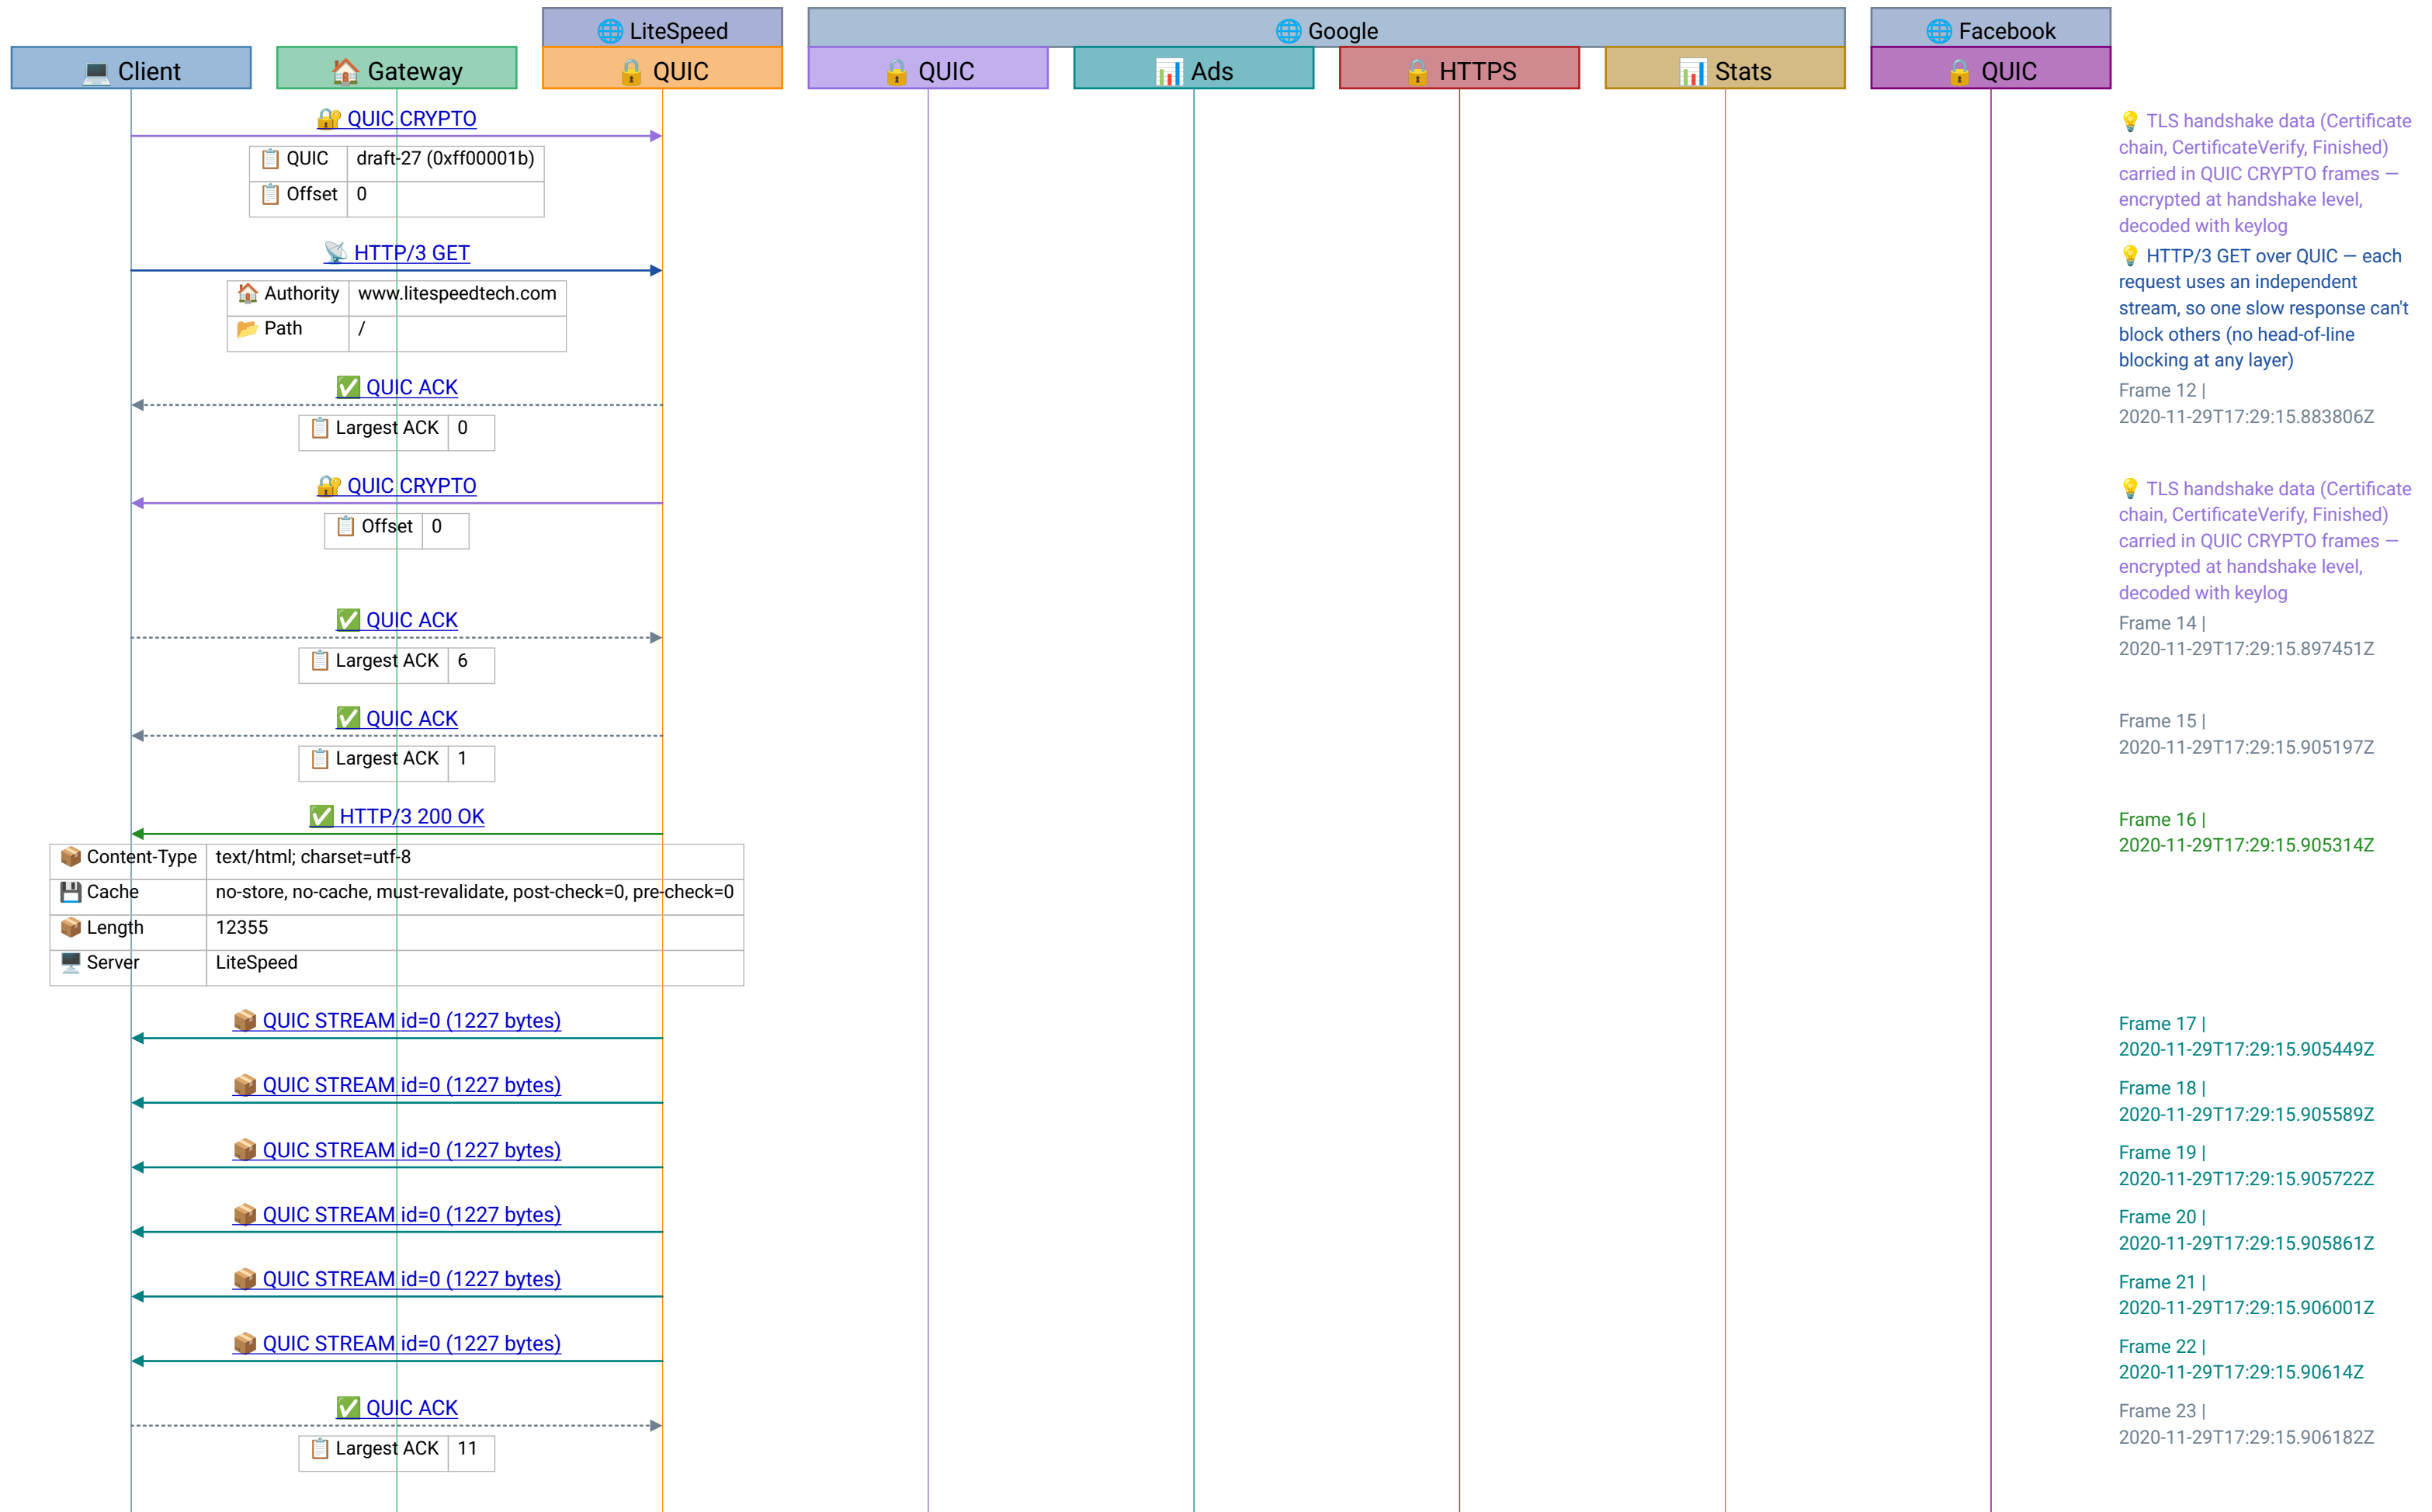 🌐 LiteSpeed
🌐 Google
🌐 Facebook
💻 Client
🏠 Gateway
🔒 QUIC
🔒 QUIC
📊 Ads
🔒 HTTPS
📊 Stats
🔒 QUIC
🔐 QUIC CRYPTO
📋 QUIC draft-27 (0xff00001b)
📋 Offset 0
💡 TLS handshake data (Certificate
chain, CertificateVerify, Finished)
carried in QUIC CRYPTO frames —
encrypted at handshake level,
decoded with keylog
📡 HTTP/3 GET
🏠 Authority www.litespeedtech.com
📂 Path /
💡 HTTP/3 GET over QUIC — each
request uses an independent
stream, so one slow response can't
block others (no head-of-line
blocking at any layer)
✅ QUIC ACK
📋 Largest ACK 0
Frame 12 |
2020-11-29T17:29:15.883806Z
🔐 QUIC CRYPTO
📋 Offset 0
💡 TLS handshake data (Certificate
chain, CertificateVerify, Finished)
carried in QUIC CRYPTO frames —
encrypted at handshake level,
decoded with keylog
✅ QUIC ACK
📋 Largest ACK 6
Frame 14 |
2020-11-29T17:29:15.897451Z
✅ QUIC ACK
📋 Largest ACK 1
Frame 15 |
2020-11-29T17:29:15.905197Z
✅ HTTP/3 200 OK
📦 Content-Type text/html; charset=utf-8
💾 Cache no-store, no-cache, must-revalidate, post-check=0, pre-check=0
📦 Length 12355
🖥️ Server LiteSpeed
Frame 16 |
2020-11-29T17:29:15.905314Z
📦 QUIC STREAM id=0 (1227 bytes)
Frame 17 |
2020-11-29T17:29:15.905449Z
📦 QUIC STREAM id=0 (1227 bytes)
Frame 18 |
2020-11-29T17:29:15.905589Z
📦 QUIC STREAM id=0 (1227 bytes)
Frame 19 |
2020-11-29T17:29:15.905722Z
📦 QUIC STREAM id=0 (1227 bytes)
Frame 20 |
2020-11-29T17:29:15.905861Z
📦 QUIC STREAM id=0 (1227 bytes)
Frame 21 |
2020-11-29T17:29:15.906001Z
📦 QUIC STREAM id=0 (1227 bytes)
Frame 22 |
2020-11-29T17:29:15.90614Z
✅ QUIC ACK
📋 Largest ACK 11
Frame 23 |
2020-11-29T17:29:15.906182Z